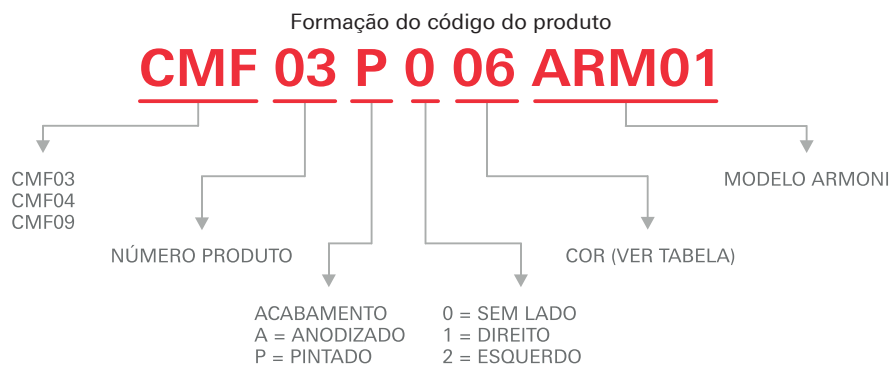 Formação do código do produto
CMF 03 P 0 06 ARM01
CMF03
CMF04
CMF09
MODELO ARMONI
NÚMERO PRODUTO
COR (VER TABELA)
ACABAMENTO
A = ANODIZADO
P = PINTADO
0 = SEM LADO
1 = DIREITO
2 = ESQUERDO